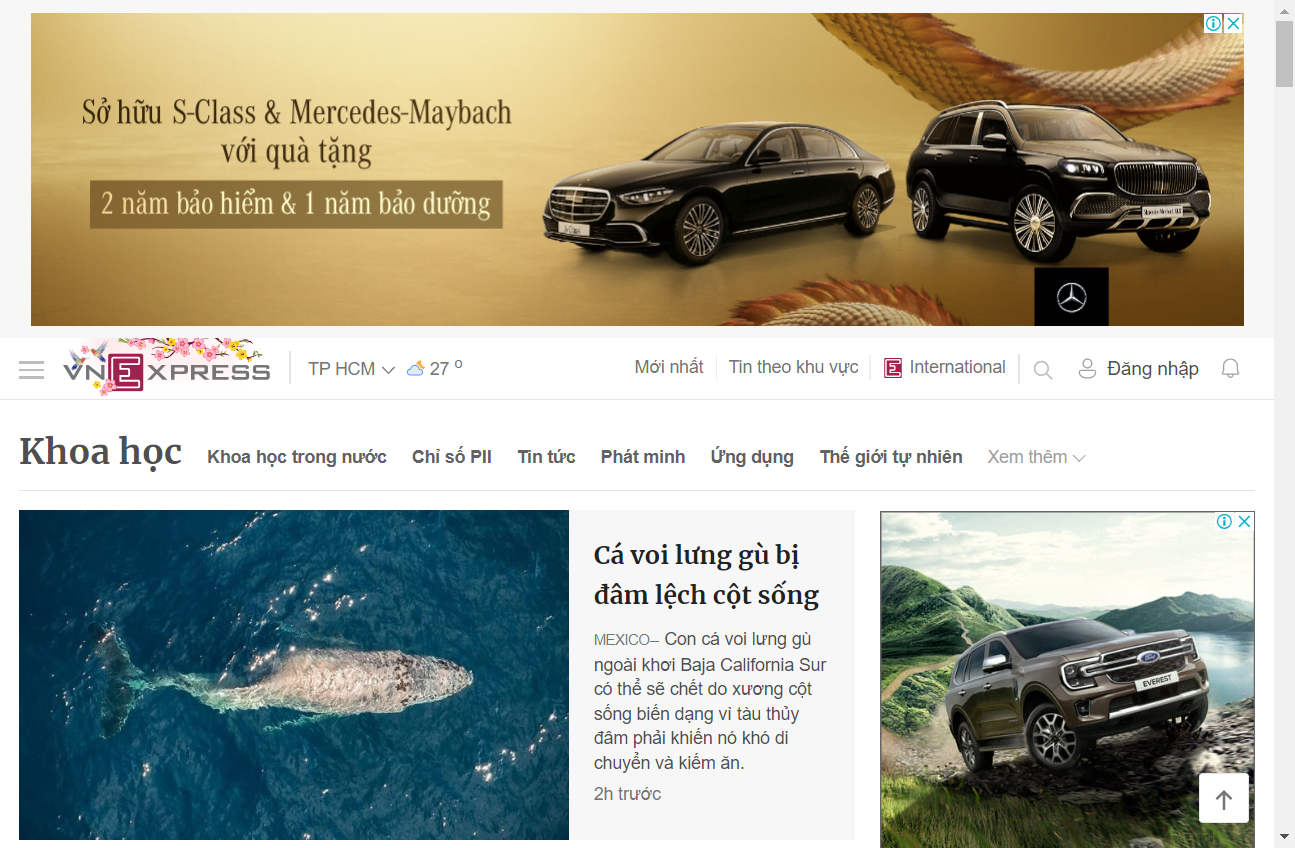 Sở hữu S-Class & Mercedes-Maybach
với quà tặng
2 năm bảo hiểm & 1 năm bảo dưỡng
S-Class
VNEXPRESS
TP HCM
27 º
Mới nhất
Tin theo khu vực
E International
Đăng nhập
Khoa học
Khoa học trong nước
Chỉ số PII
Tin tức
Phát minh
Ứng dụng
Thế giới tự nhiên
Xem thêm
Cá voi lưng gù bị
đâm lệch cột sống
MEXICO– Con cá voi lưng gù
ngoài khơi Baja California Sur
có thể sẽ chết do xương cột
sống biến dạng vì tàu thủy
đâm phải khiến nó khó di
chuyển và kiếm ăn.
2h trước
Ford
EVEREST